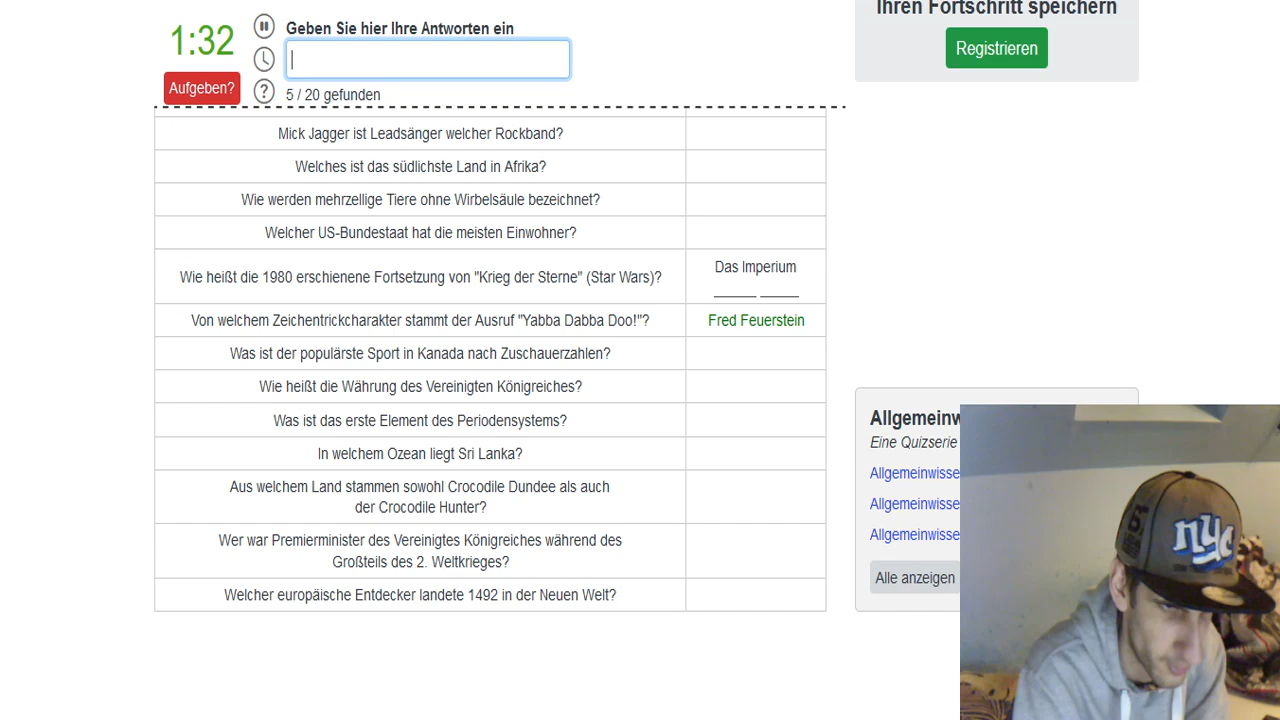 Ihren Fortschritt speichern
Registrieren
1:32
Geben Sie hier Ihre Antworten ein
Aufgeben?
?
5 / 20 gefunden
Mick Jagger ist Leadsänger welcher Rockband?
Welches ist das südlichste Land in Afrika?
Wie werden mehrzellige Tiere ohne Wirbelsäule bezeichnet?
Welcher US-Bundestaat hat die meisten Einwohner?
Wie heißt die 1980 erschienene Fortsetzung von "Krieg der Sterne" (Star Wars)?
Das Imperium
______ _____
Von welchem Zeichentrickcharakter stammt der Ausruf "Yabba Dabba Doo!"?
Fred Feuerstein
Was ist der populärste Sport in Kanada nach Zuschauerzahlen?
Wie heißt die Währung des Vereinigten Königreiches?
Was ist das erste Element des Periodensystems?
In welchem Ozean liegt Sri Lanka?
Aus welchem Land stammen sowohl Crocodile Dundee als auch
der Crocodile Hunter?
Wer war Premierminister des Vereinigtes Königreiches während des
Großteils des 2. Weltkrieges?
Welcher europäische Entdecker landete 1492 in der Neuen Welt?
Allgemeinw
Eine Quizserie
Allgemeinwisse
Allgemeinwisse
Allgemeinwisse
Alle anzeigen
nyc